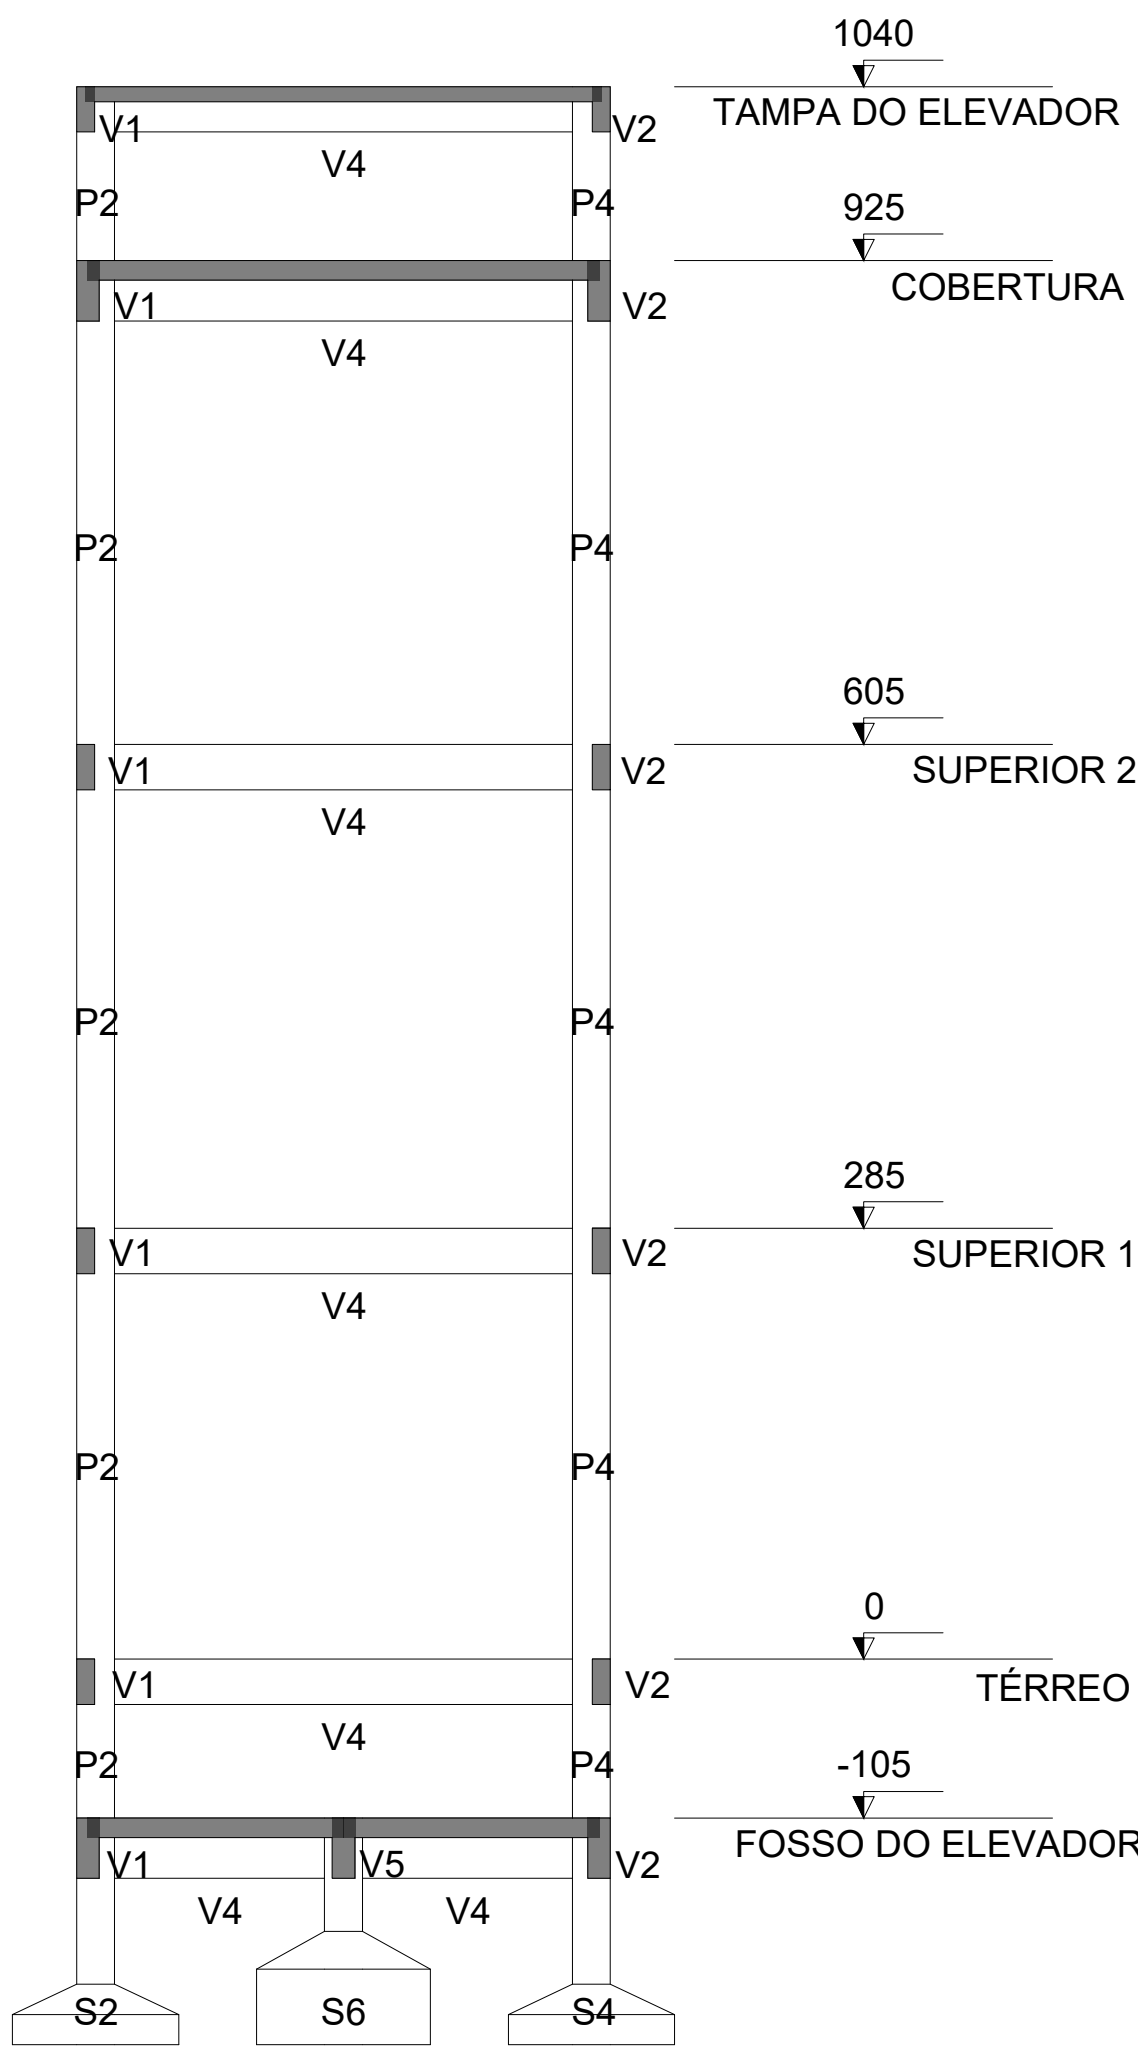 1040
TAMPA DO ELEVADOR
V1
V2
V4
P2
P4
925
COBERTURA
V1
V2
V4
P2
P4
605
SUPERIOR 2
V1
V2
V4
P2
P4
285
SUPERIOR 1
V1
V2
V4
P2
P4
0
TÉRREO
V1
V2
V4
P2
P4
-105
FOSSO DO ELEVADOR
V1
V5
V2
V4
V4
S2
S6
S4